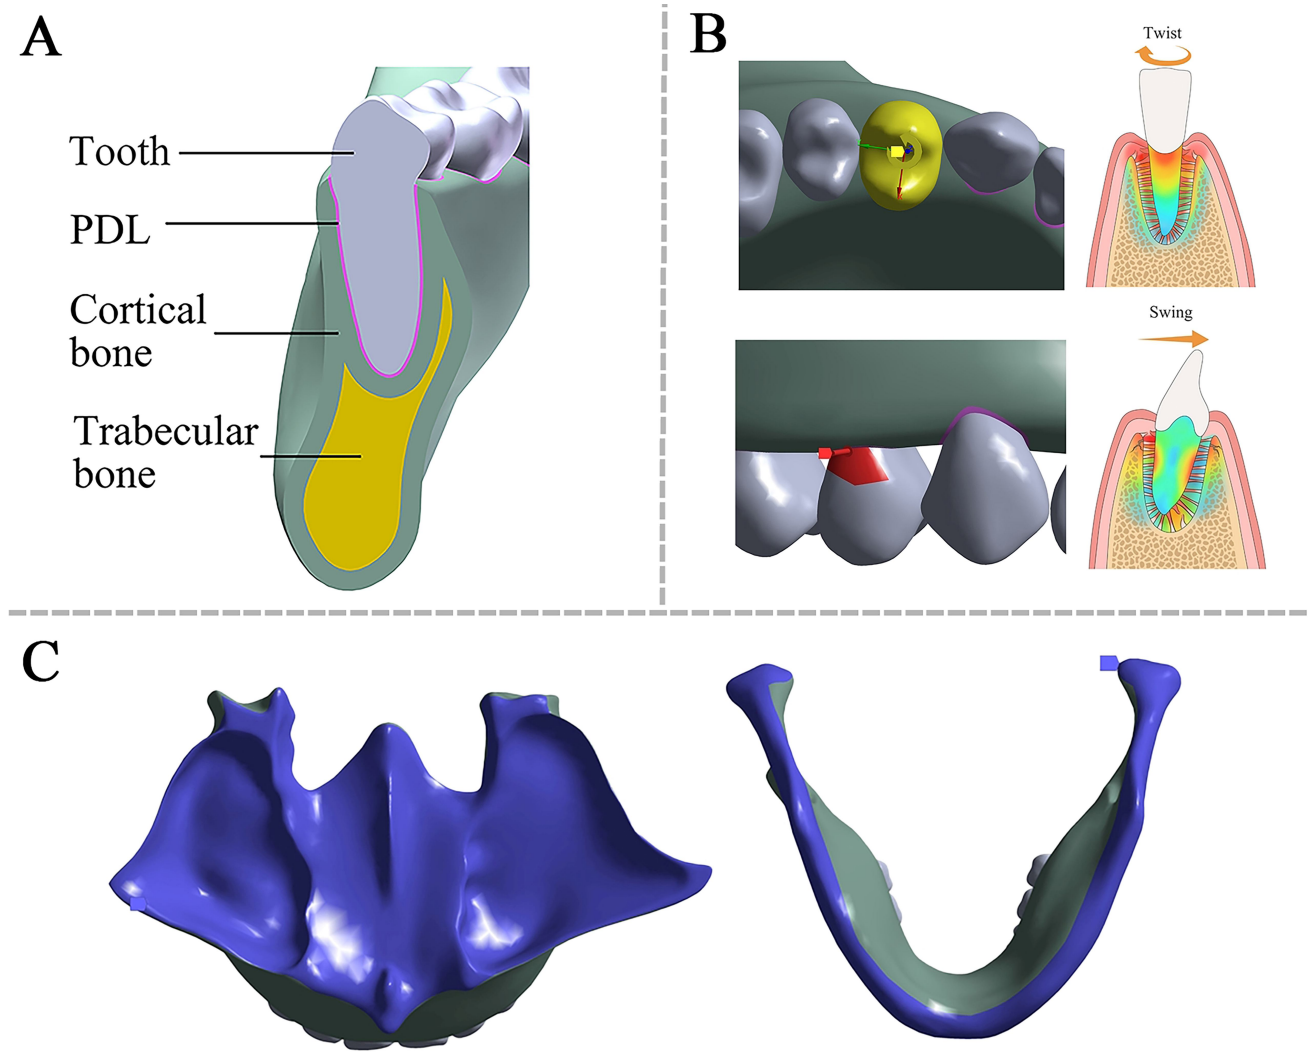 A
Tooth
PDL
Cortical
bone
Trabecular
bone
B
Twist
Swing
C